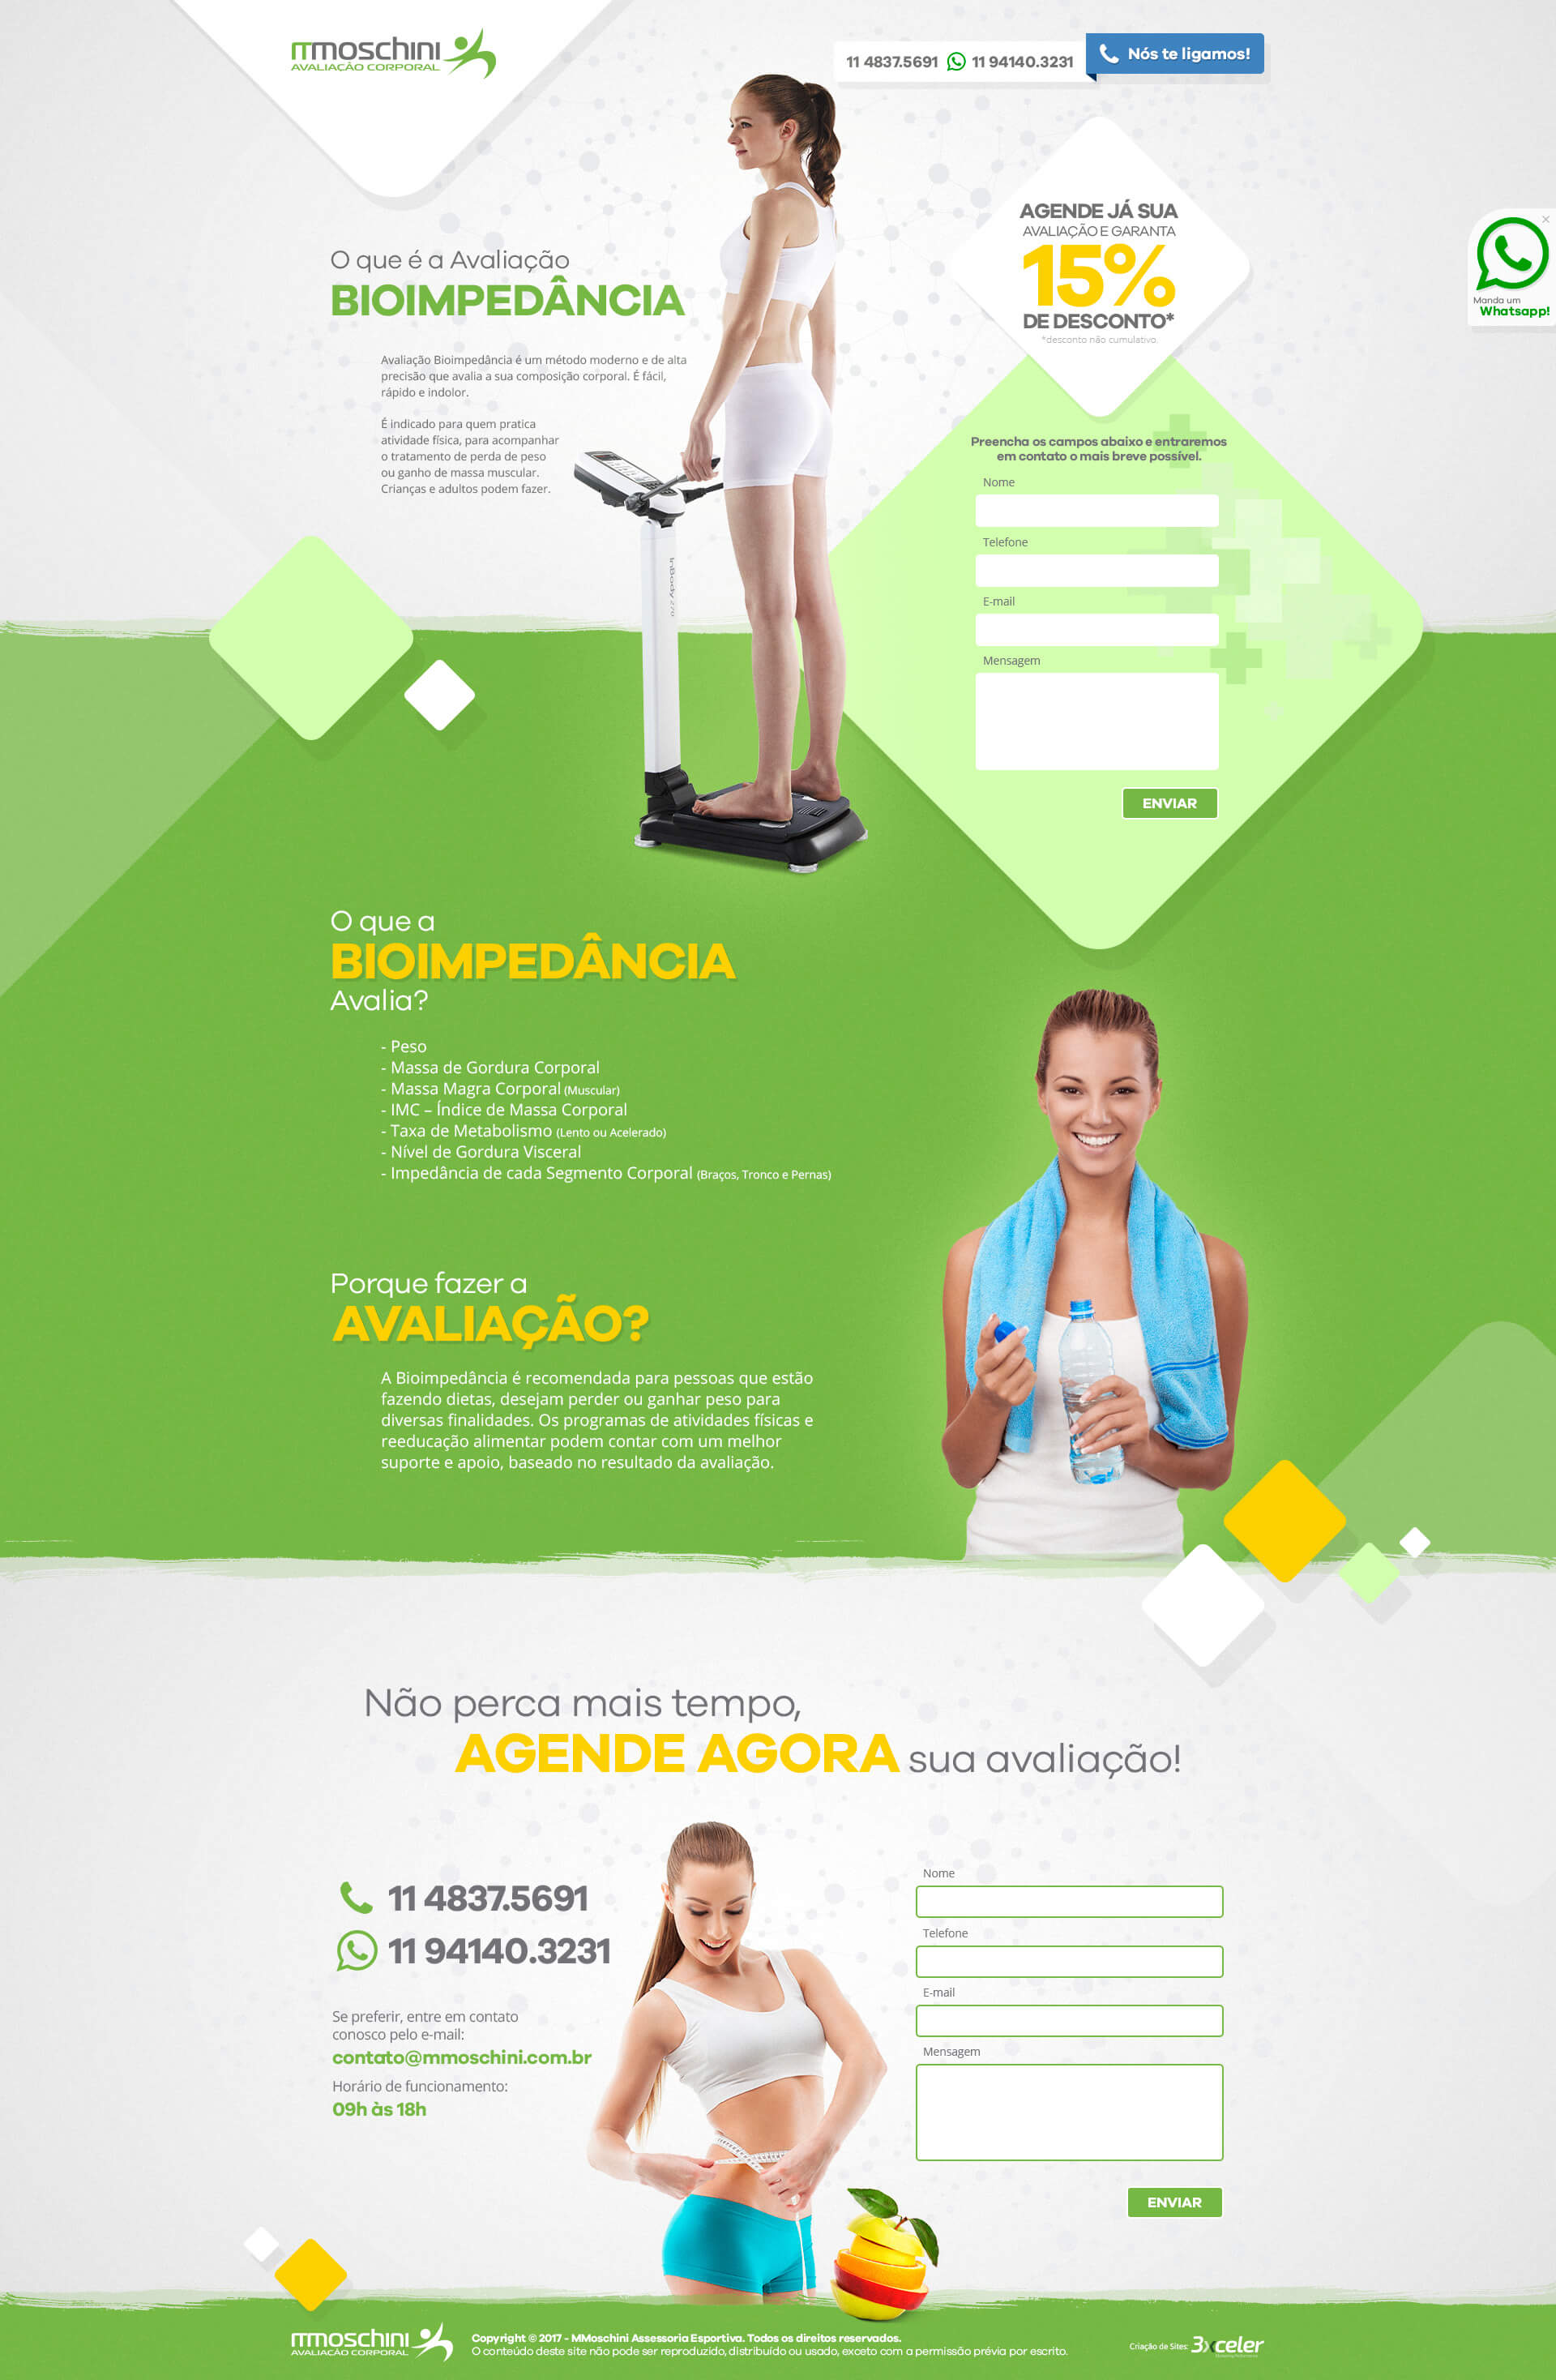 mmoschini
AVALIAÇÃO CORPORAL
11 4837.5691 11 94140.3231
Nós te ligamos!
Manda um
Whatsapp!
O que é a Avaliação
BIOIMPEDÂNCIA
Avaliação Bioimpedância é um método moderno e de alta
precisão que avalia a sua composição corporal. É fácil,
rápido e indolor.
É indicado para quem pratica
atividade física, para acompanhar
o tratamento de perda de peso
ou ganho de massa muscular.
Crianças e adultos podem fazer.
InBody 270
AGENDE JÁ SUA
AVALIAÇÃO E GARANTA
15%
DE DESCONTO*
*desconto não cumulativo.
Preencha os campos abaixo e entraremos
em contato o mais breve possível.
Nome
Telefone
E-mail
Mensagem
ENVIAR
O que a
BIOIMPEDÂNCIA
Avalia?
- Peso
- Massa de Gordura Corporal
- Massa Magra Corporal (Muscular)
- IMC – Índice de Massa Corporal
- Taxa de Metabolismo (Lento ou Acelerado)
- Nível de Gordura Visceral
- Impedância de cada Segmento Corporal (Braços, Tronco e Pernas)
Porque fazer a
AVALIAÇÃO?
A Bioimpedância é recomendada para pessoas que estão
fazendo dietas, desejam perder ou ganhar peso para
diversas finalidades. Os programas de atividades físicas e
reeducação alimentar podem contar com um melhor
suporte e apoio, baseado no resultado da avaliação.
Não perca mais tempo,
AGENDE AGORA sua avaliação!
11 4837.5691
11 94140.3231
Se preferir, entre em contato
conosco pelo e-mail:
contato@mmoschini.com.br
Horário de funcionamento:
09h às 18h
Nome
Telefone
E-mail
Mensagem
ENVIAR
mmoschini
AVALIACÃO CORPORAL
Copyright © 2017 - MMoschini Assessoria Esportiva. Todos os direitos reservados.
O conteúdo deste site não pode ser reproduzido, distribuído ou usado, exceto com a permissão prévia por escrito.
Criação de Sites: 3xceler